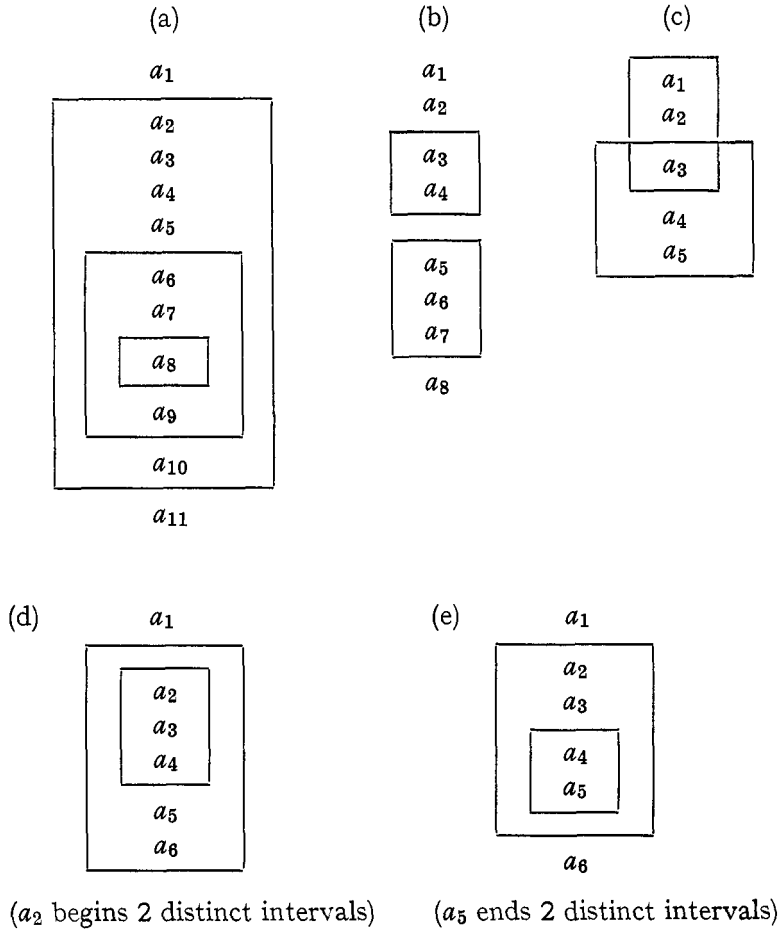 (a)
a1
a2
a3
a4
a5
a6
a7
a8
a9
a10
a11
(b)
a1
a2
a3
a4
a5
a6
a7
a8
(c)
a1
a2
a3
a4
a5
(d)
a1
a2
a3
a4
a5
a6
(a2 begins 2 distinct intervals)
(e)
a1
a2
a3
a4
a5
a6
(a5 ends 2 distinct intervals)